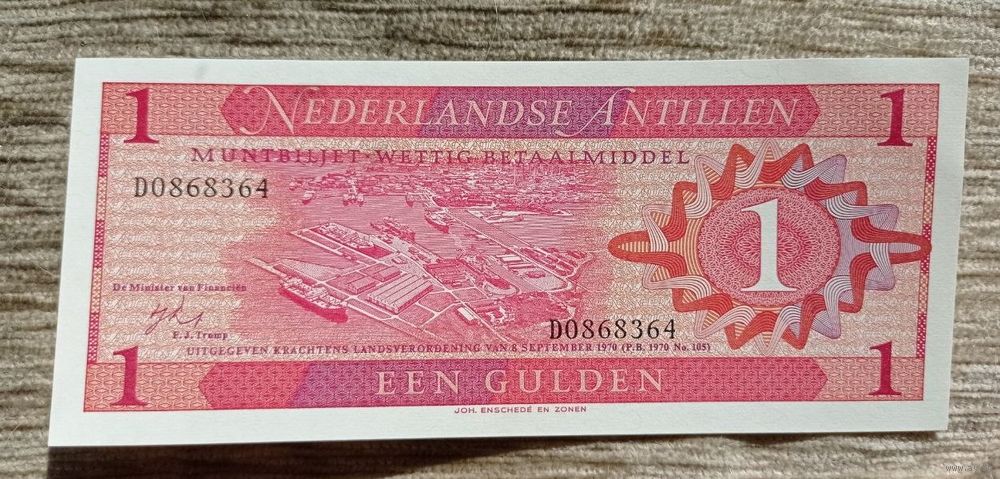 1 NEDERLANDSE ANTILLEN 1
MUNTBILJET·WETTIG BETAALMIDDEL
D0868364
1
De Minister van Financiën
F.J. Tromp
D0868364
UITGEGEVEN KRACHTENS LANDSVERORDENING VAN 8 SEPTEMBER 1970 (P.B. 1970 No. 105)
1 EEN GULDEN 1
JOH. ENSCHEDÉ EN ZONEN